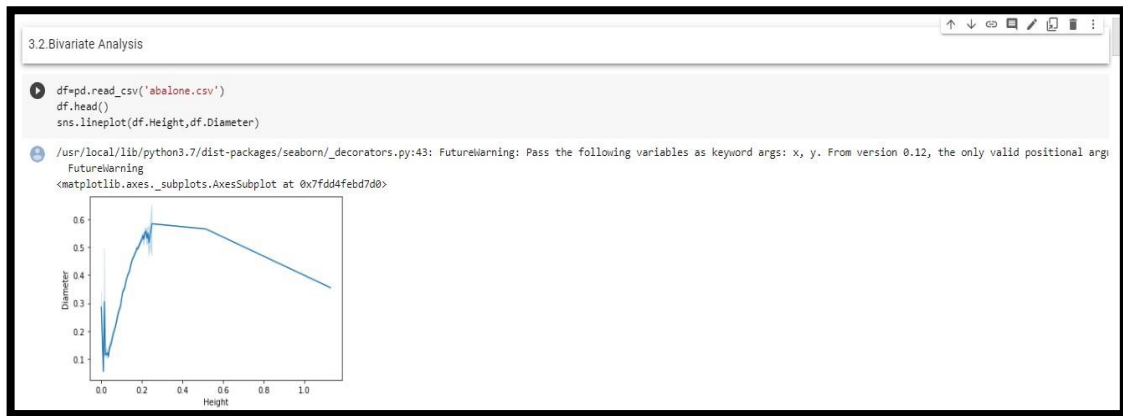 3.2.Bivariate Analysis
df=pd.read_csv('abalone.csv')
df.head()
sns.lineplot(df.Height,df.Diameter)
/usr/local/lib/python3.7/dist-packages/seaborn/_decorators.py:43: FutureWarning: Pass the following variables as keyword args: x, y. From version 0.12, the only valid positional argu
FutureWarning
<matplotlib.axes._subplots.AxesSubplot at 0x7fdd4febd7d0>
0.6
0.5
0.4
0.3
0.2
0.1
Diameter
0.0 0.2 0.4 0.6 0.8 1.0
Height